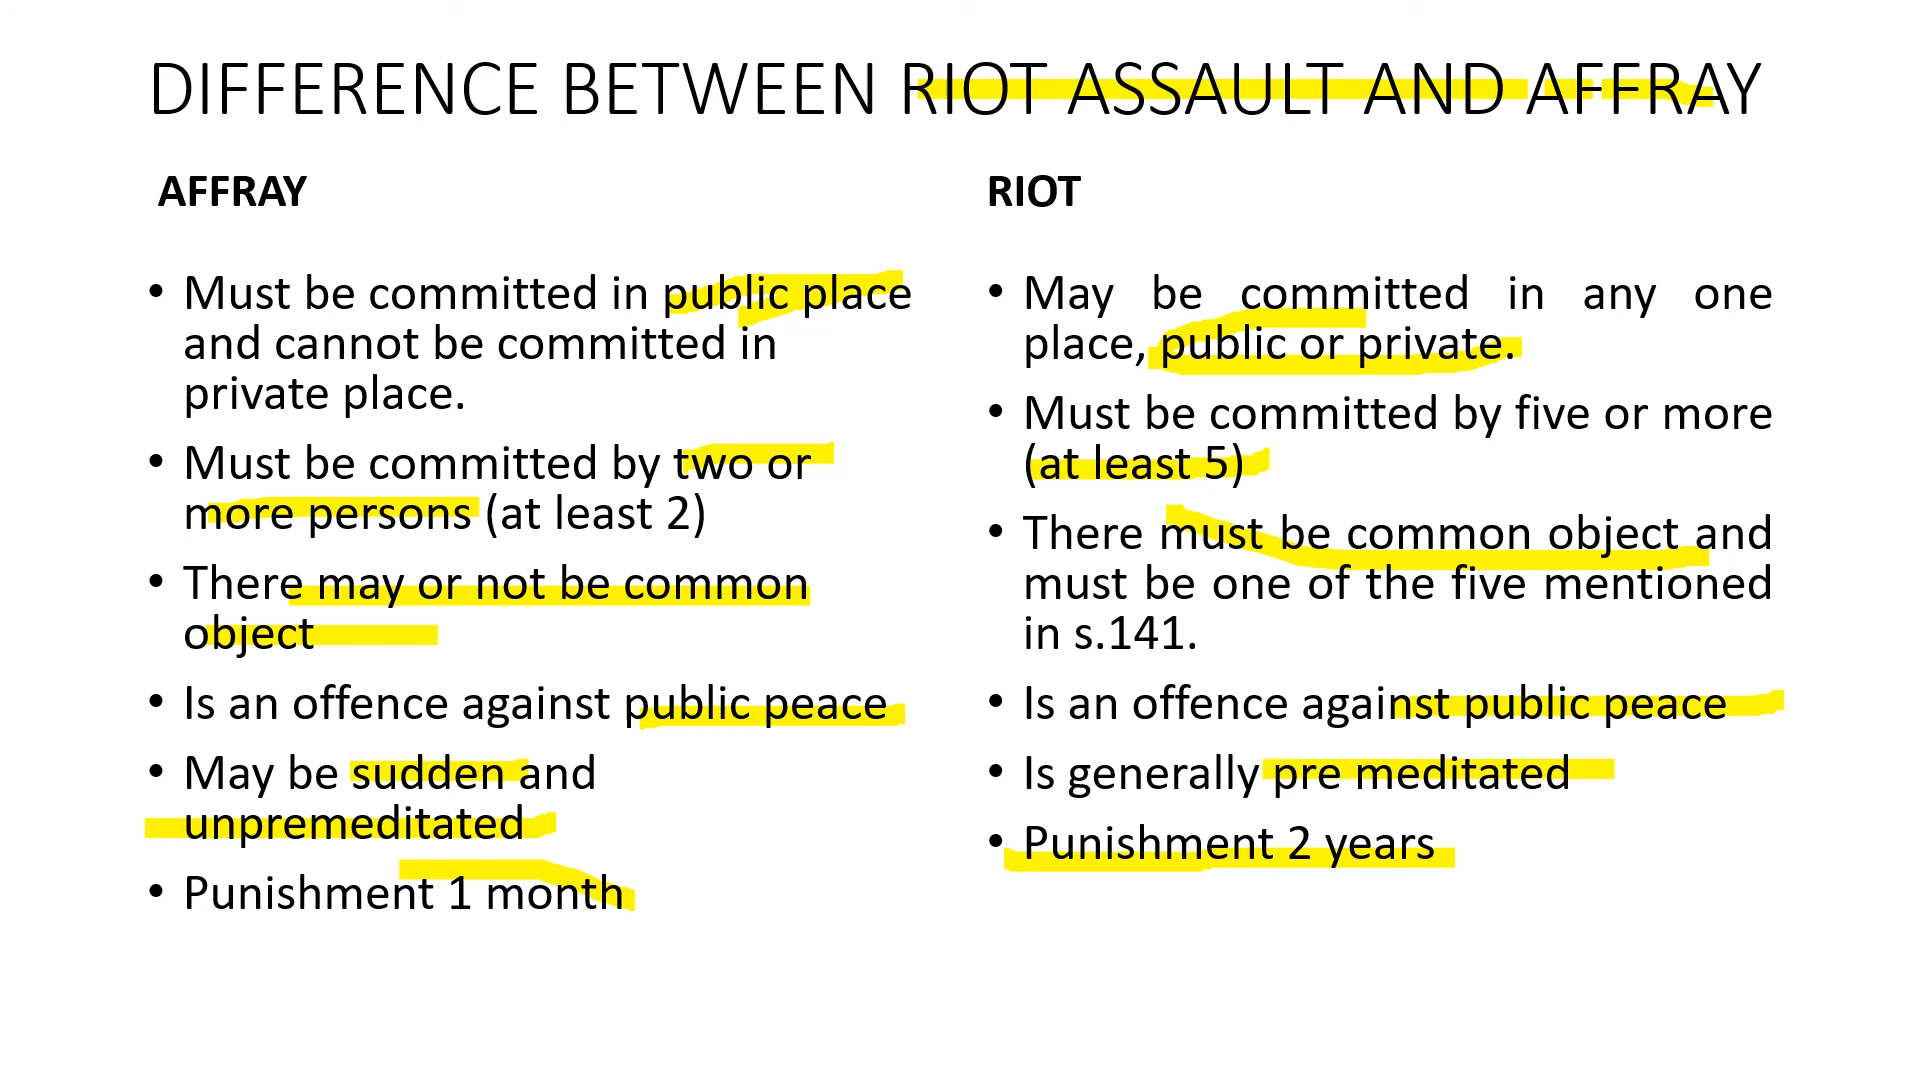 DIFFERENCE BETWEEN RIOT ASSAULT AND AFFRAY
AFFRAY
• Must be committed in public place
and cannot be committed in
private place.
• Must be committed by two or
more persons (at least 2)
• There may or not be common
object
• Is an offence against public peace
• May be sudden and
unpremeditated
• Punishment 1 month
RIOT
• May be committed in any one
place, public or private.
• Must be committed by five or more
(at least 5)
• There must be common object and
must be one of the five mentioned
in s.141.
• Is an offence against public peace
• Is generally pre meditated
• Punishment 2 years